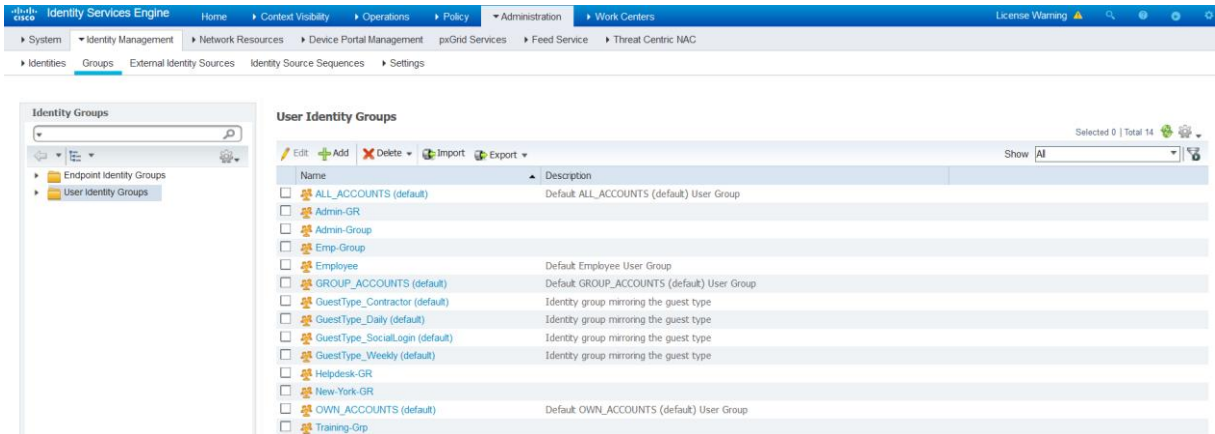 cisco Identity Services Engine Home Context Visibility Operations Policy Administration Work Centers License Warning
System Identity Management Network Resources Device Portal Management pxGrid Services Feed Service Threat Centric NAC
Identities Groups External Identity Sources Identity Source Sequences Settings
Identity Groups
Endpoint Identity Groups
User Identity Groups
User Identity Groups
Selected 0 | Total 14
Edit Add Delete Import Export Show All
Name Description
ALL_ACCOUNTS (default) Default ALL_ACCOUNTS (default) User Group
Admin-GR
Admin-Group
Emp-Group
Employee Default Employee User Group
GROUP_ACCOUNTS (default) Default GROUP_ACCOUNTS (default) User Group
GuestType_Contractor (default) Identity group mirroring the guest type
GuestType_Daily (default) Identity group mirroring the guest type
GuestType_SocialLogin (default) Identity group mirroring the guest type
GuestType_Weekly (default) Identity group mirroring the guest type
Helpdesk-GR
New-York-GR
OWN_ACCOUNTS (default) Default OWN_ACCOUNTS (default) User Group
Training-Grp